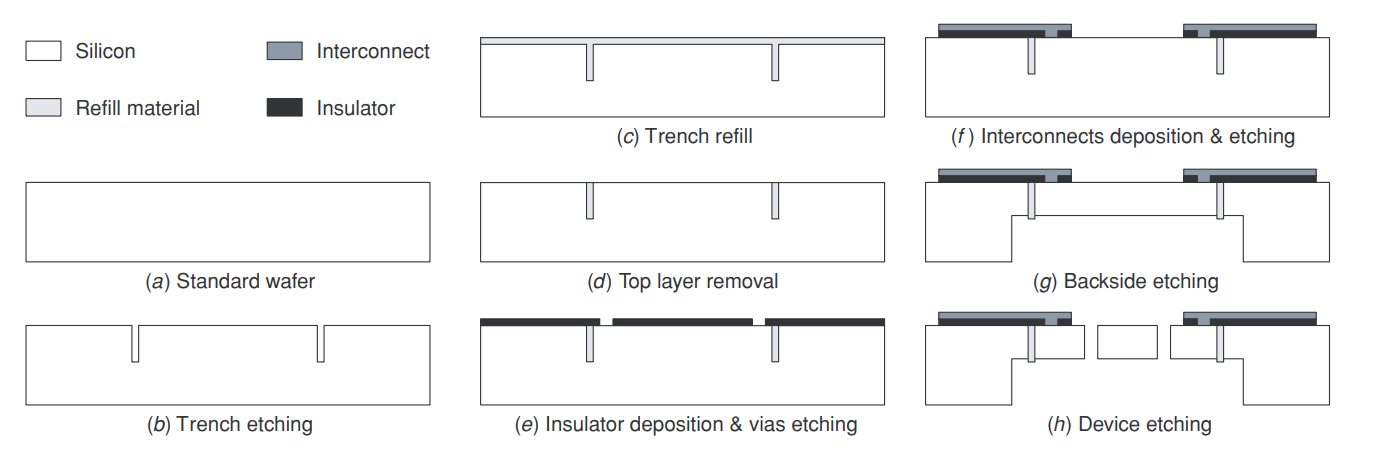 Silicon
Interconnect
Refill material
Insulator
(a) Standard wafer
(b) Trench etching
(c) Trench refill
(d) Top layer removal
(e) Insulator deposition & vias etching
(f) Interconnects deposition & etching
(g) Backside etching
(h) Device etching